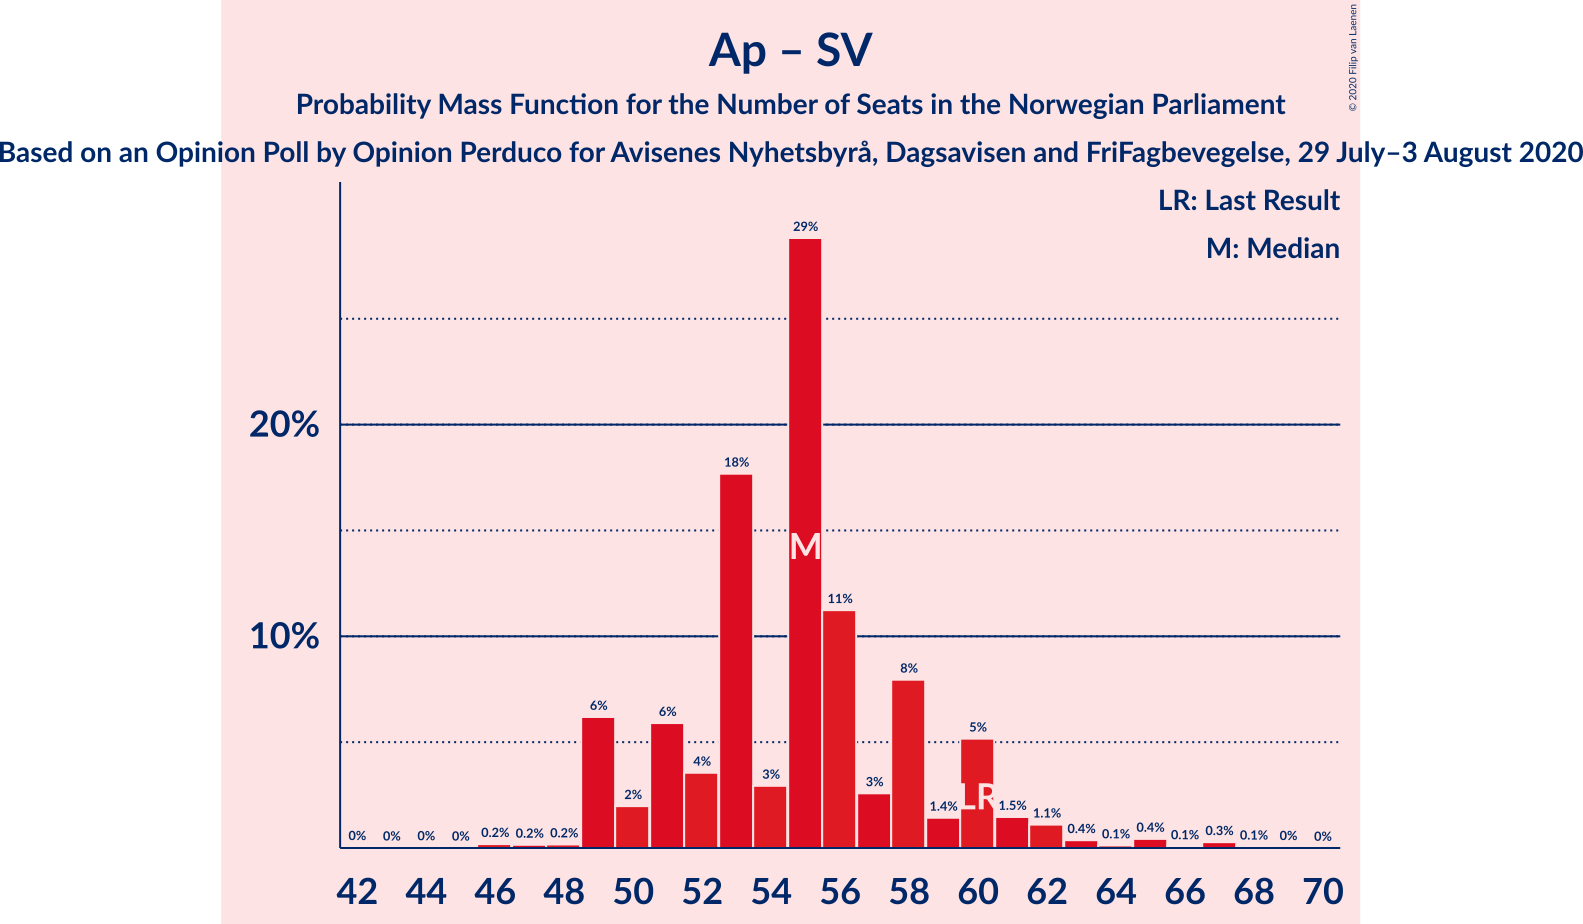 Ap – SV
Probability Mass Function for the Number of Seats in the Norwegian Parliament
Based on an Opinion Poll by Opinion Perduco for Avisenes Nyhetsbyrå, Dagsavisen and FriFagbevegelse, 29 July–3 August 2020
© 2020 Filip van Laenen
LR: Last Result
M: Median
20%
10%
0% 0% 0% 0% 0.2% 0.2% 0.2% 6% 2% 6% 4% 18% 3% 29% 11% 3% 8% 1.4% 5% 1.5% 1.1% 0.4% 0.1% 0.4% 0.1% 0.3% 0.1% 0% 0%
M
LR
42 44 46 48 50 52 54 56 58 60 62 64 66 68 70